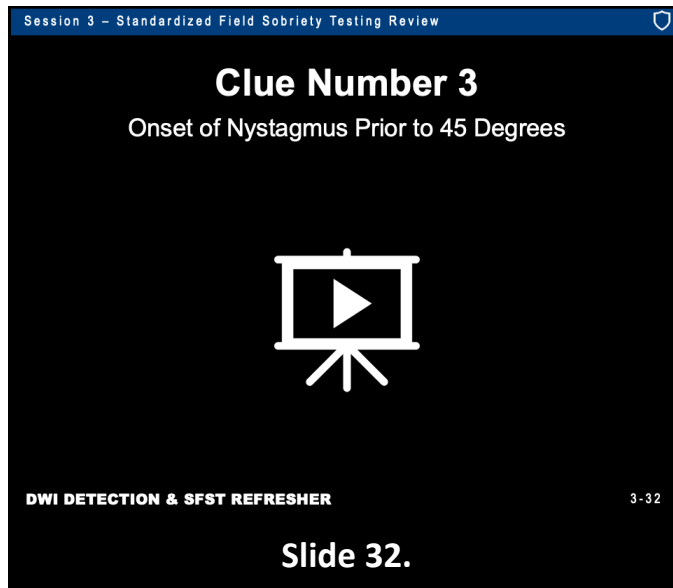 Session 3 – Standardized Field Sobriety Testing Review
Clue Number 3
Onset of Nystagmus Prior to 45 Degrees
DWI DETECTION & SFST REFRESHER
3-32
Slide 32.